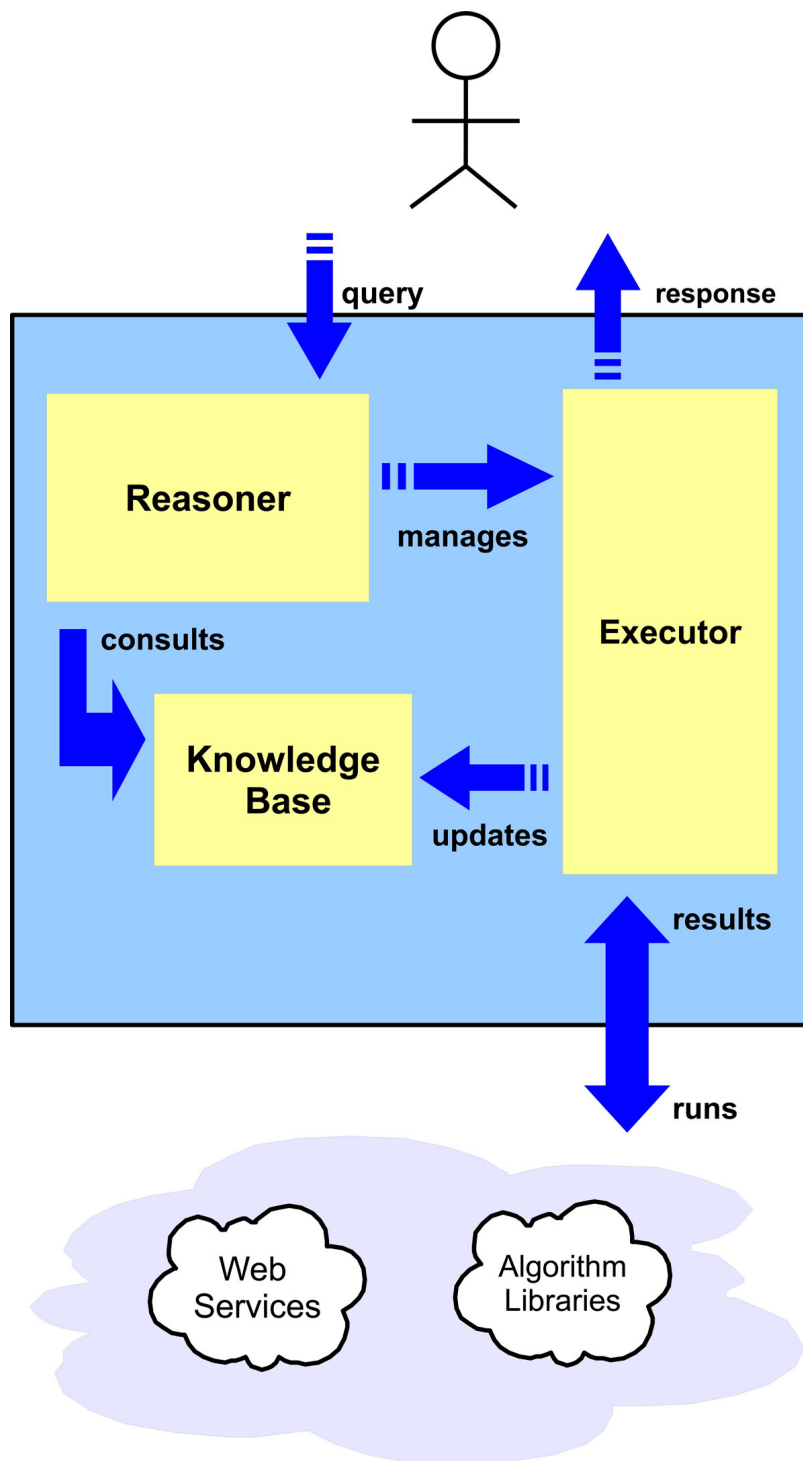 query
response
Reasoner
manages
Executor
consults
Knowledge
Base
updates
results
runs
Web
Services
Algorithm
Libraries